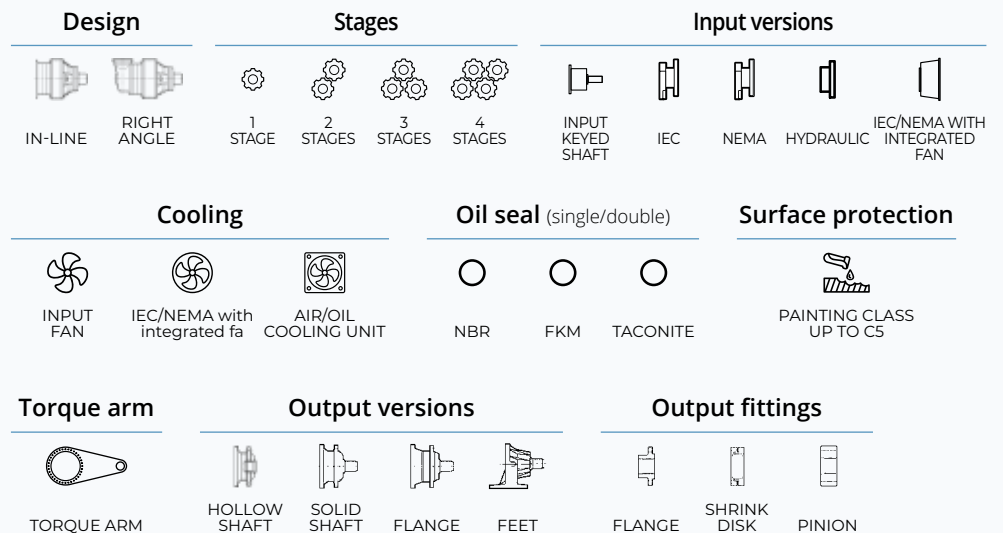 Design
Stages
Input versions
IN-LINE
RIGHT
ANGLE
1
STAGE
2
STAGES
3
STAGES
4
STAGES
INPUT
KEYED
SHAFT
IEC
NEMA
HYDRAULIC
IEC/NEMA WITH
INTEGRATED
FAN
Cooling
Oil seal (single/double)
Surface protection
INPUT
FAN
IEC/NEMA with
integrated fa
AIR/OIL
COOLING UNIT
NBR
FKM
TACONITE
PAINTING CLASS
UP TO C5
Torque arm
Output versions
Output fittings
TORQUE ARM
HOLLOW
SHAFT
SOLID
SHAFT
FLANGE
FEET
FLANGE
SHRINK
DISK
PINION